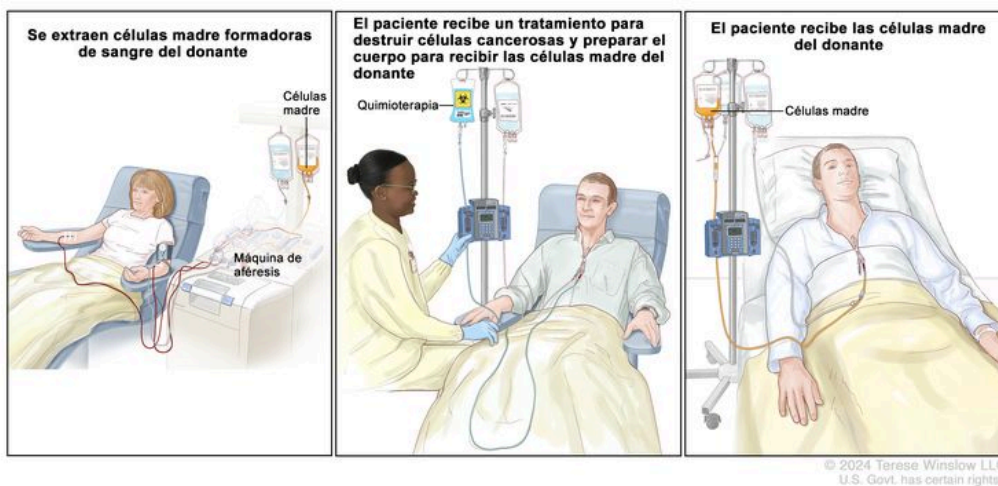 Se extraen células madre formadoras
de sangre del donante
Células
madre
Máquina de
aféresis
El paciente recibe un tratamiento para
destruir células cancerosas y preparar el
cuerpo para recibir las células madre del
donante
Quimioterapia
El paciente recibe las células madre
del donante
Células madre
© 2024 Terese Winslow LLC
U.S. Govt. has certain rights